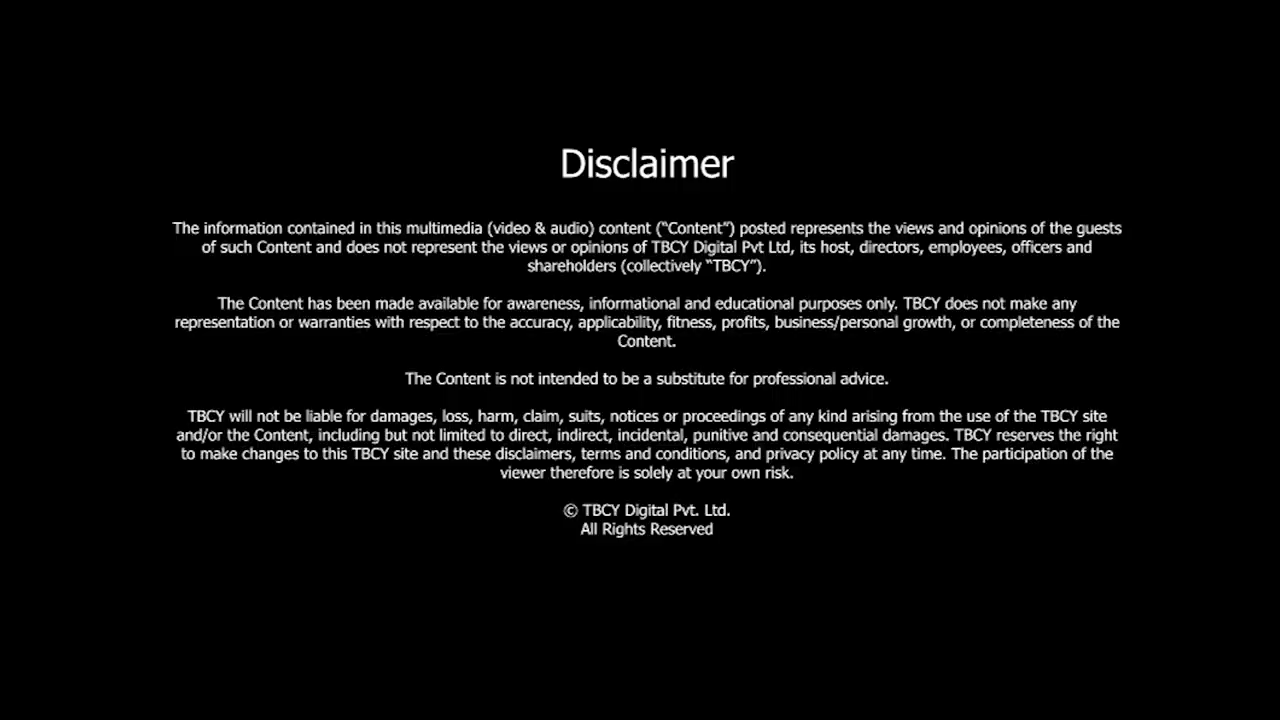 Disclaimer
The information contained in this multimedia (video & audio) content (“Content”) posted represents the views and opinions of the guests
of such Content and does not represent the views or opinions of TBCY Digital Pvt Ltd, its host, directors, employees, officers and
shareholders (collectively “TBCY”).
The Content has been made available for awareness, informational and educational purposes only. TBCY does not make any
representation or warranties with respect to the accuracy, applicability, fitness, profits, business/personal growth, or completeness of the
Content.
The Content is not intended to be a substitute for professional advice.
TBCY will not be liable for damages, loss, harm, claim, suits, notices or proceedings of any kind arising from the use of the TBCY site
and/or the Content, including but not limited to direct, indirect, incidental, punitive and consequential damages. TBCY reserves the right
to make changes to this TBCY site and these disclaimers, terms and conditions, and privacy policy at any time. The participation of the
viewer therefore is solely at your own risk.
© TBCY Digital Pvt. Ltd.
All Rights Reserved